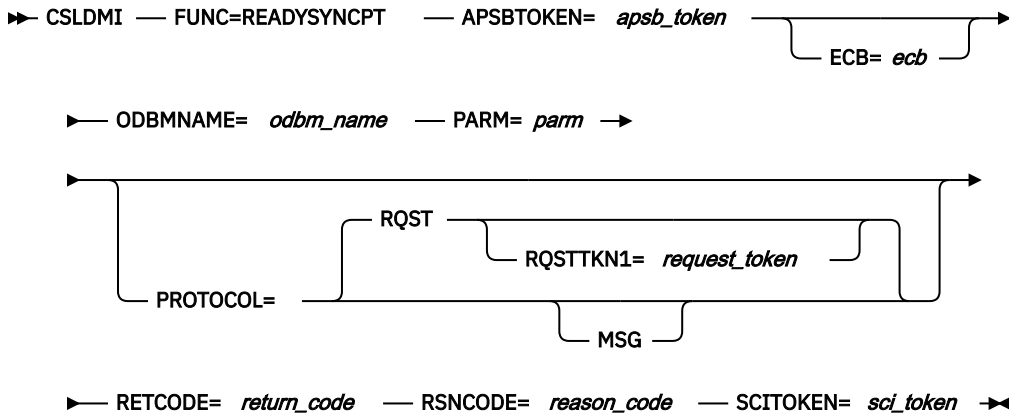 CSLDMI FUNC=READYSYNCPT APSBTOKEN= apsb_token
ECB= ecb
ODBMNAME= odbm_name PARM= parm
RQST
RQSTTKN1= request_token
PROTOCOL=
MSG
RETCODE= return_code RSNCODE= reason_code SCITOKEN= sci_token